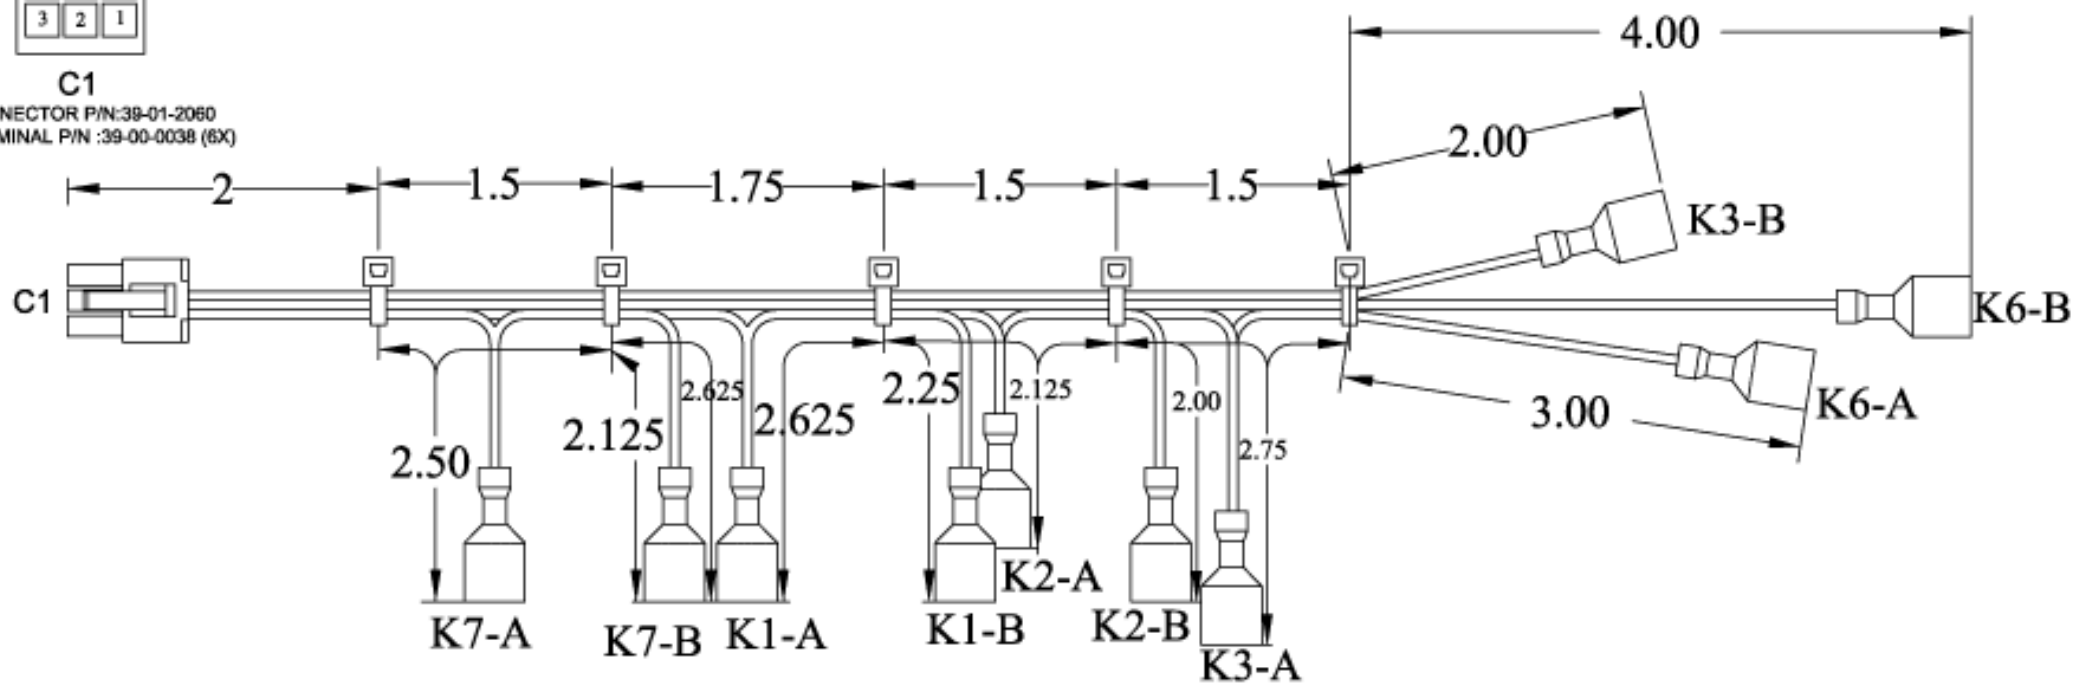 3 2 1
C1
NECTOR P/N:39-01-2060
MINAL P/N :39-00-0038 (6X)
4.00
2.00
2 1.5 1.75 1.5 1.5
K3-B
C1
K6-B
K6-A
3.00
2.50 2.125 2.625 2.625 2.25 2.125 2.00 2.75
K7-A K7-B K1-A K1-B K2-A K2-B K3-A